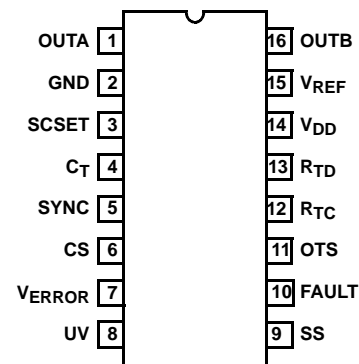 OUTA 1 16 OUTB
GND 2 15 VREF
SCSET 3 14 VDD
CT 4 13 RTD
SYNC 5 12 RTC
CS 6 11 OTS
VERROR 7 10 FAULT
UV 8 9 SS